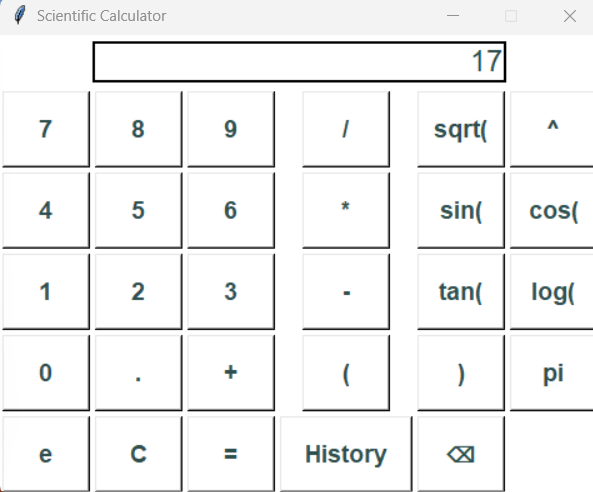 Scientific Calculator
17
7 8 9 / sqrt( ^
4 5 6 * sin( cos(
1 2 3 - tan( log(
0 . + ( ) pi
e C = History ⌫